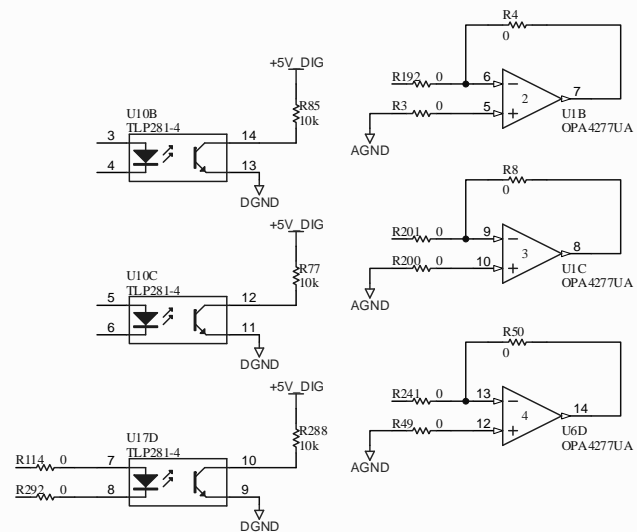 +5V_DIG
R85
10k
U10B
TLP281-4
3
14
4
13
DGND
+5V_DIG
R77
10k
U10C
TLP281-4
5
12
6
11
DGND
+5V_DIG
R288
10k
U17D
TLP281-4
R114 0
7
10
R292 0
8
9
DGND
R4
0
R192 0
6
2
7
R3 0
5
U1B
OPA4277UA
AGND
R8
0
R201 0
9
3
8
R200 0
10
U1C
OPA4277UA
AGND
R50
0
R241 0
13
4
14
R49 0
12
U6D
OPA4277UA
AGND